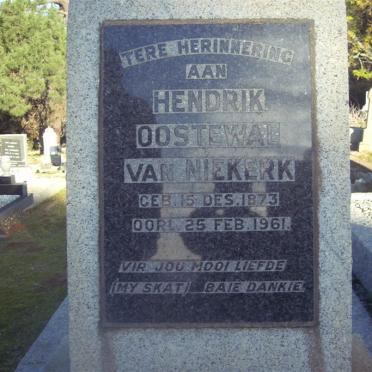 TERE HERINNERING
AAN
HENDRIK
OOSTEWAL
VAN NIEKERK
GEB. 15 DES. 1873
OORL. 25 FEB. 1961.
VIR JOU MOOI LIEFDE
(MY SKAT) BAIE DANKIE